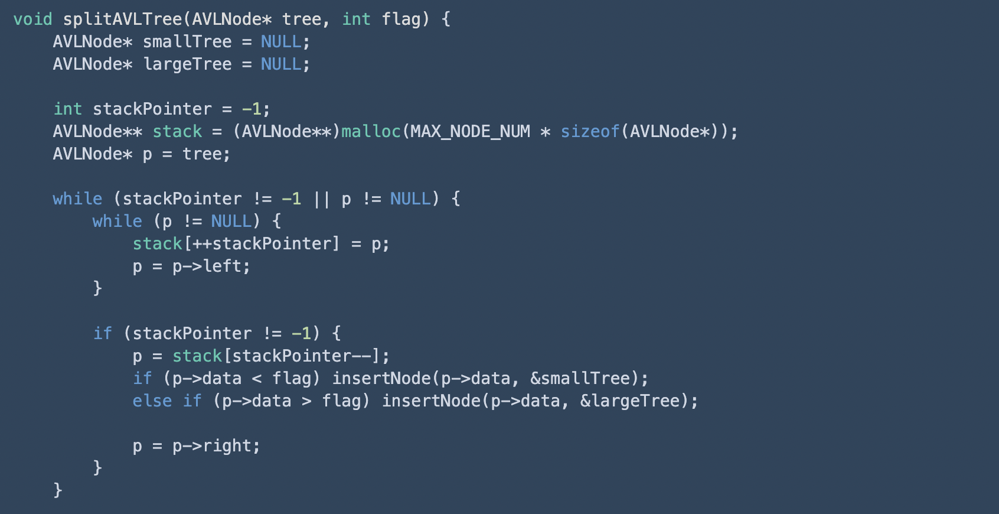 void splitAVLTree(AVLNode* tree, int flag) {
    AVLNode* smallTree = NULL;
    AVLNode* largeTree = NULL;

    int stackPointer = -1;
    AVLNode** stack = (AVLNode**)malloc(MAX_NODE_NUM * sizeof(AVLNode*));
    AVLNode* p = tree;

    while (stackPointer != -1 || p != NULL) {
        while (p != NULL) {
            stack[++stackPointer] = p;
            p = p->left;
        }

        if (stackPointer != -1) {
            p = stack[stackPointer--];
            if (p->data < flag) insertNode(p->data, &smallTree);
            else if (p->data > flag) insertNode(p->data, &largeTree);

            p = p->right;
        }
    }